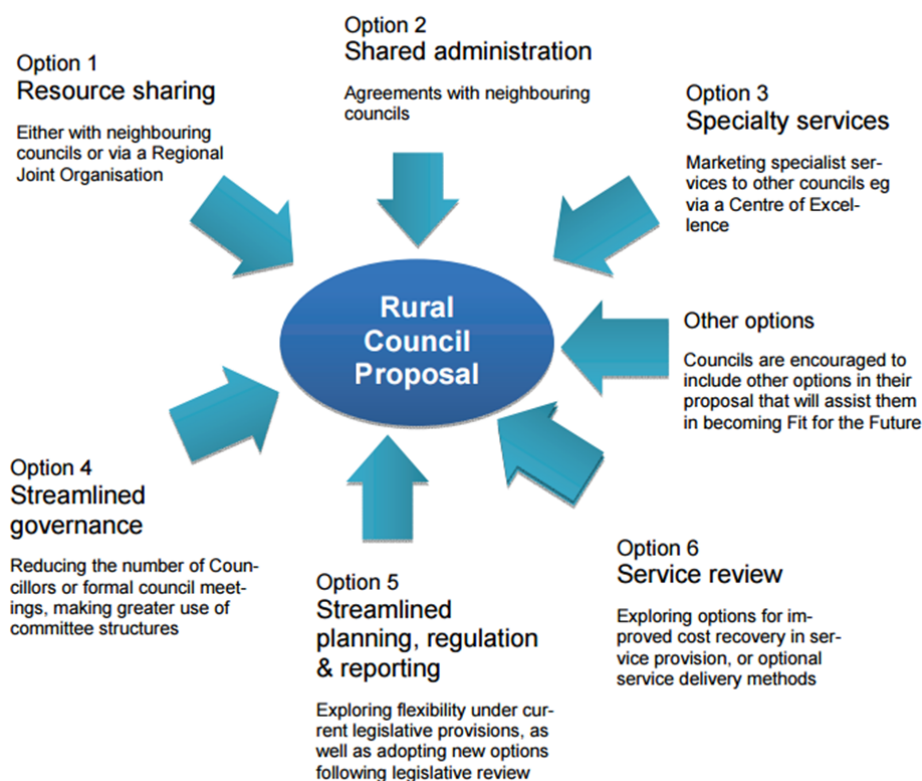 Option 1
Resource sharing
Either with neighbouring
councils or via a Regional
Joint Organisation
Option 2
Shared administration
Agreements with neighbouring
councils
Option 3
Specialty services
Marketing specialist ser-
vices to other councils eg
via a Centre of Excel-
lence
Rural
Council
Proposal
Other options
Councils are encouraged to
include other options in their
proposal that will assist them
in becoming Fit for the Future
Option 4
Streamlined
governance
Reducing the number of Coun-
cillors or formal council meet-
ings, making greater use of
committee structures
Option 5
Streamlined
planning, regulation
& reporting
Exploring flexibility under cur-
rent legislative provisions, as
well as adopting new options
following legislative review
Option 6
Service review
Exploring options for im-
proved cost recovery in ser-
vice provision, or optional
service delivery methods